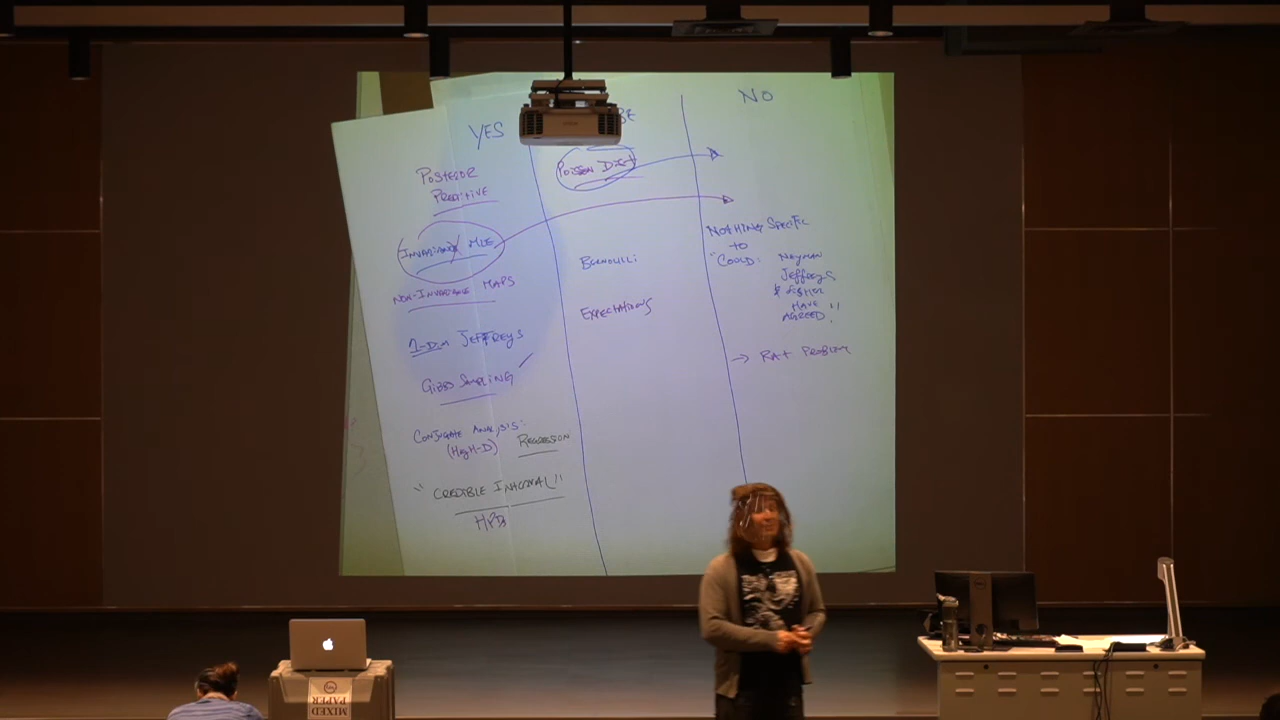 YES
POSTERIOR
PREDICTIVE
INVARIANCE MLE
NON-INVARIANCE MAPS
1-DIM JEFFREYS
GIBBS SAMPLING
CONJUGATE ANALYSIS:
(HIGH-D) REGRESSION
"CREDIBLE INTERVAL"
HPD
BE
POISSON DIST
BERNOULLI
EXPECTATIONS
NO
NOTHING SPECIFIC
TO
"COULD: NEYMAN
JEFFREYS
& FISHER
HAVE
AGREED"
→ RAT PROBLEM
MIXED
PAPER